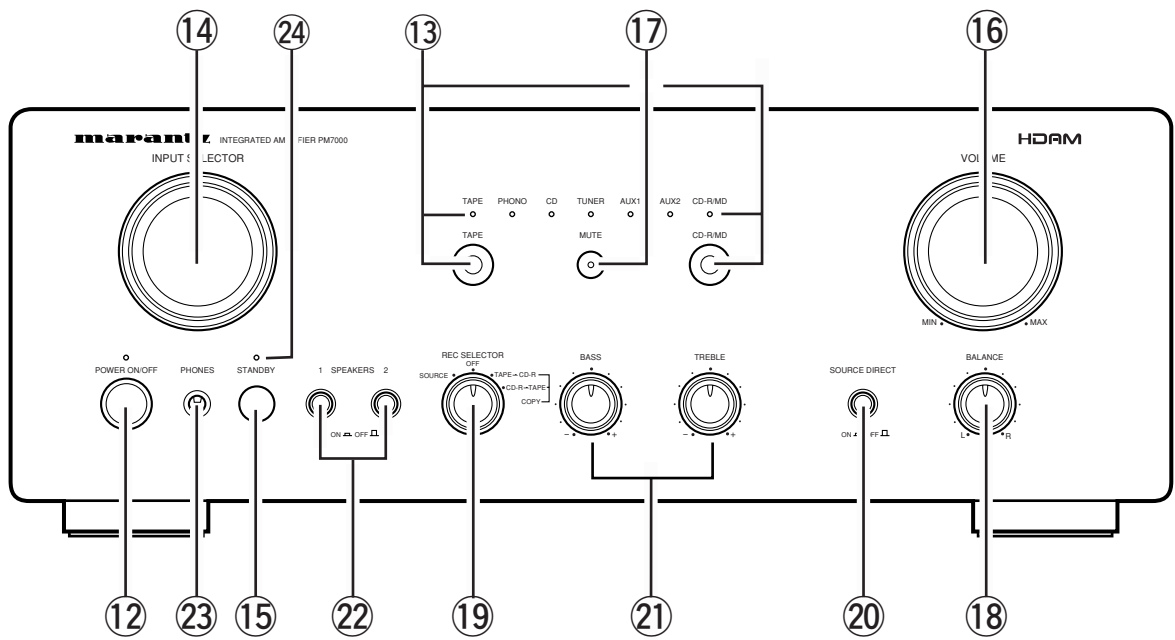 14 24 13 17 16
marantz INTEGRATED AMPLIFIER PM7000
HDAM
INPUT SELECTOR
VOLUME
TAPE PHONO CD TUNER AUX1 AUX2 CD-R/MD
TAPE MUTE CD-R/MD
MIN MAX
POWER ON/OFF PHONES STANDBY
1 SPEAKERS 2
ON OFF
REC SELECTOR
OFF
SOURCE TAPE→CD-R
CD-R→TAPE
COPY
BASS
− +
TREBLE
− +
SOURCE DIRECT
ON OFF
BALANCE
L R
12 23 15 22 19 21 20 18